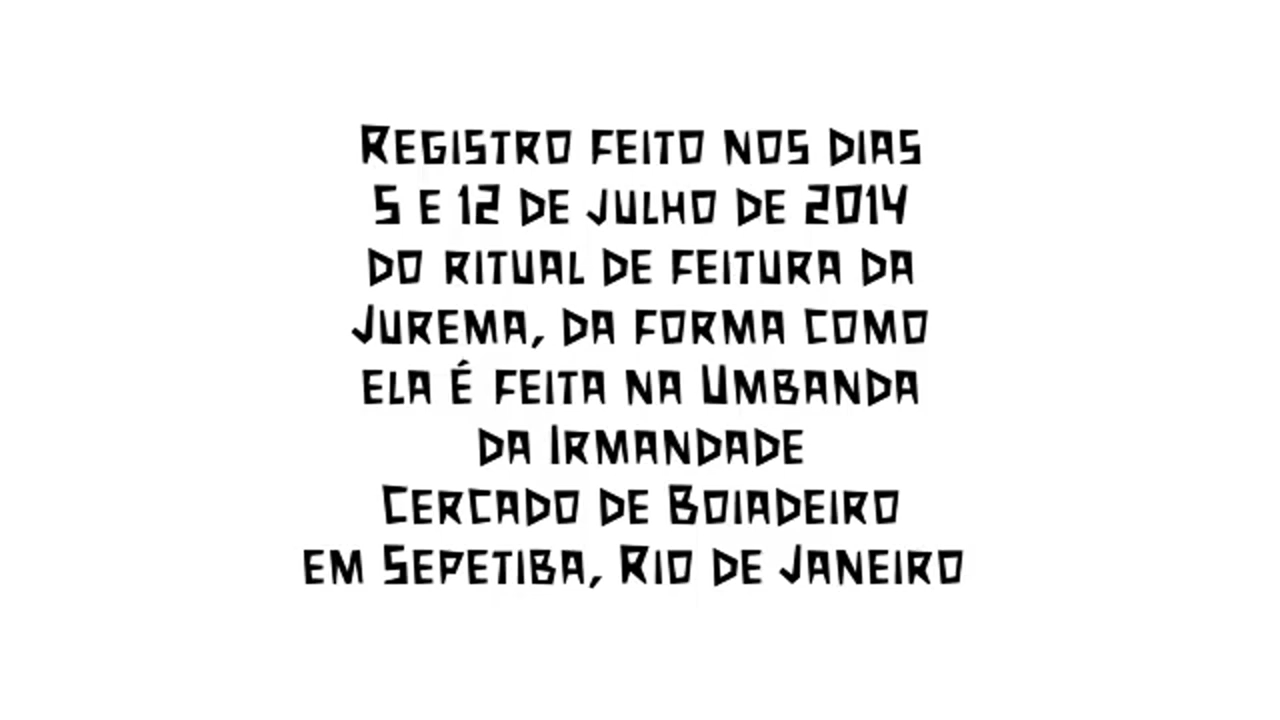 Registro feito nos dias
5 e 12 de julho de 2014
do ritual de feitura da
Jurema, da forma como
ela é feita na Umbanda
da Irmandade
Cercado de Boiadeiro
em Sepetiba, Rio de Janeiro